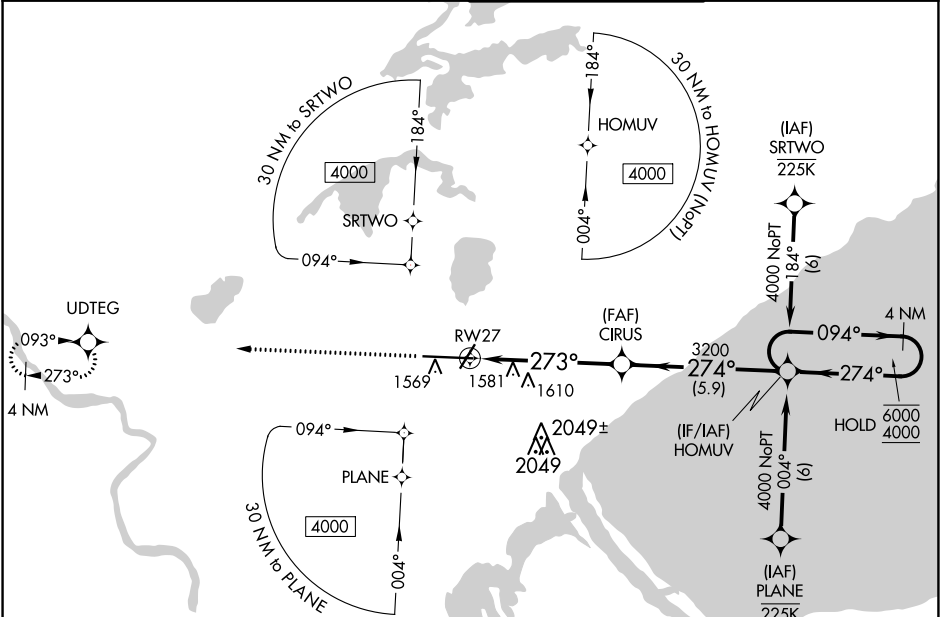 30 NM to SRTWO
184°
4000
SRTWO
094°
184°
30 NM to HOMUV (NoPT)
HOMUV
4000
004°
(IAF)
SRTWO
225K
4000 NoPT
184°
(6)
UDTEG
093°
273°
4 NM
RW27
1569
1581
1610
273°
(FAF)
CIRUS
3200
274°
(5.9)
094°
4 NM
274°
HOLD
6000
4000
(IF/IAF)
HOMUV
2049±
2049
4000 NoPT
004°
(6)
(IAF)
PLANE
225K
094°
PLANE
4000
30 NM to PLANE
004°